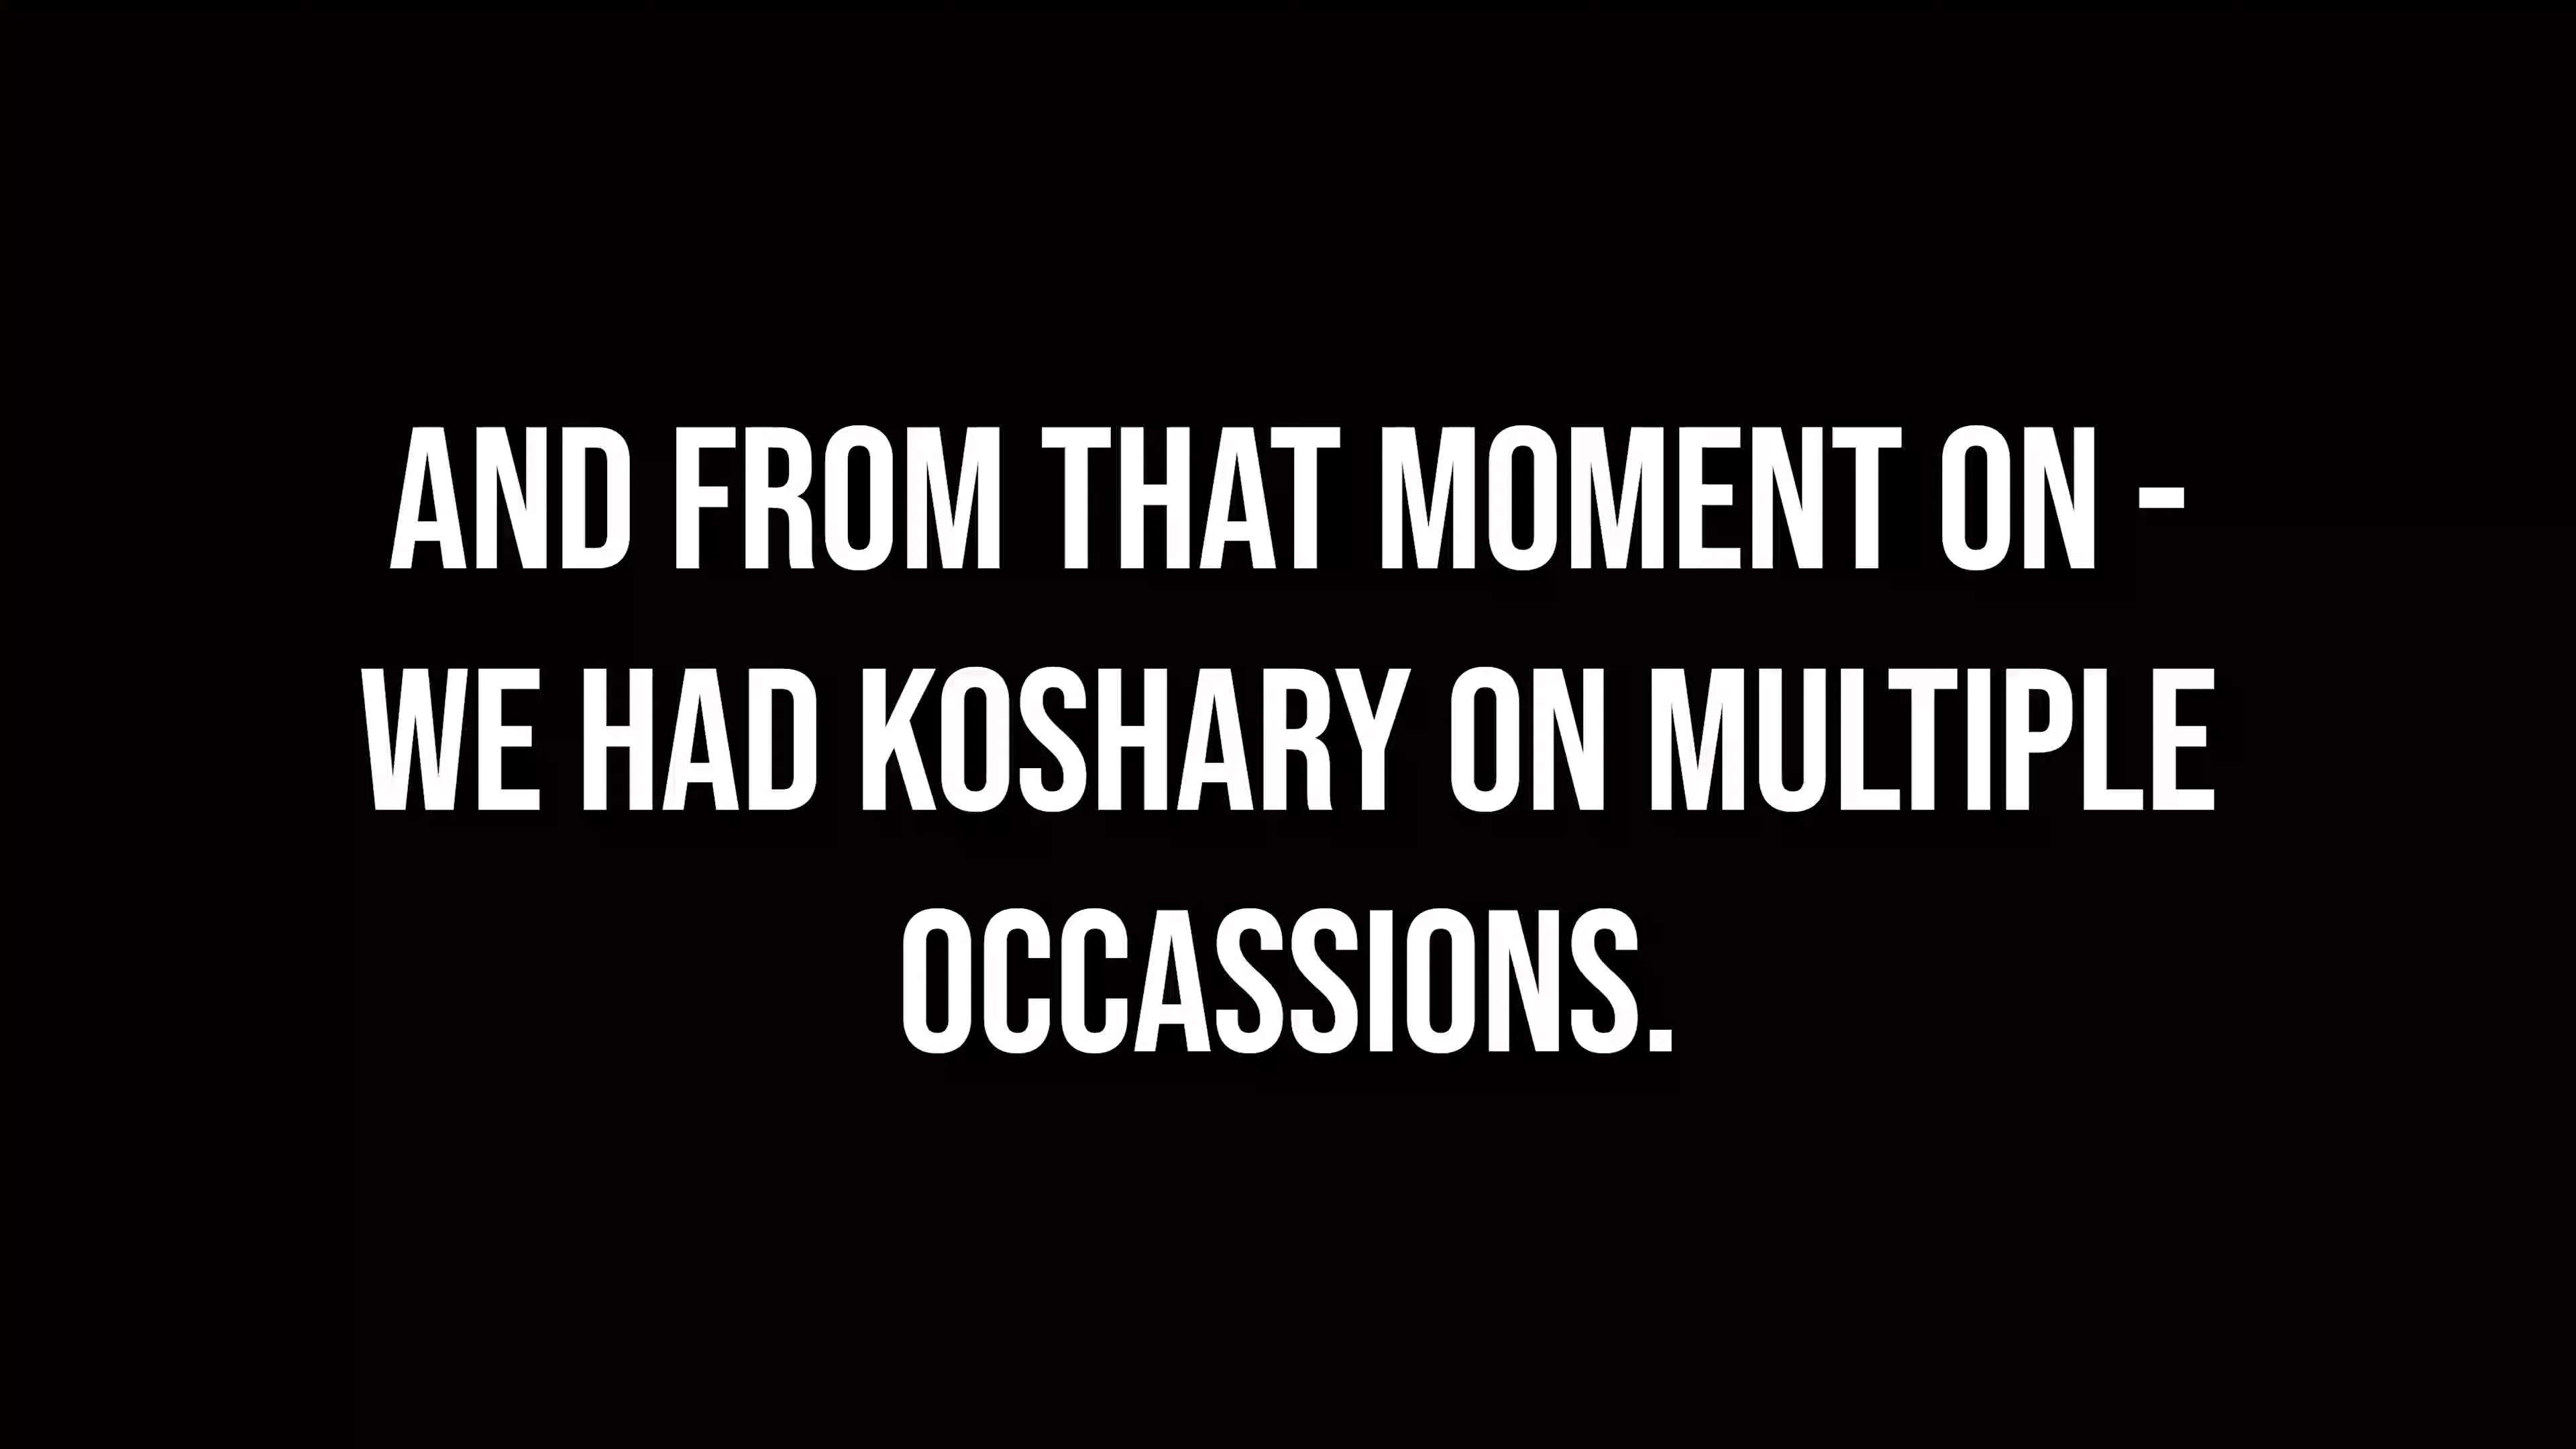 AND FROM THAT MOMENT ON -
WE HAD KOSHARY ON MULTIPLE
OCCASSIONS.